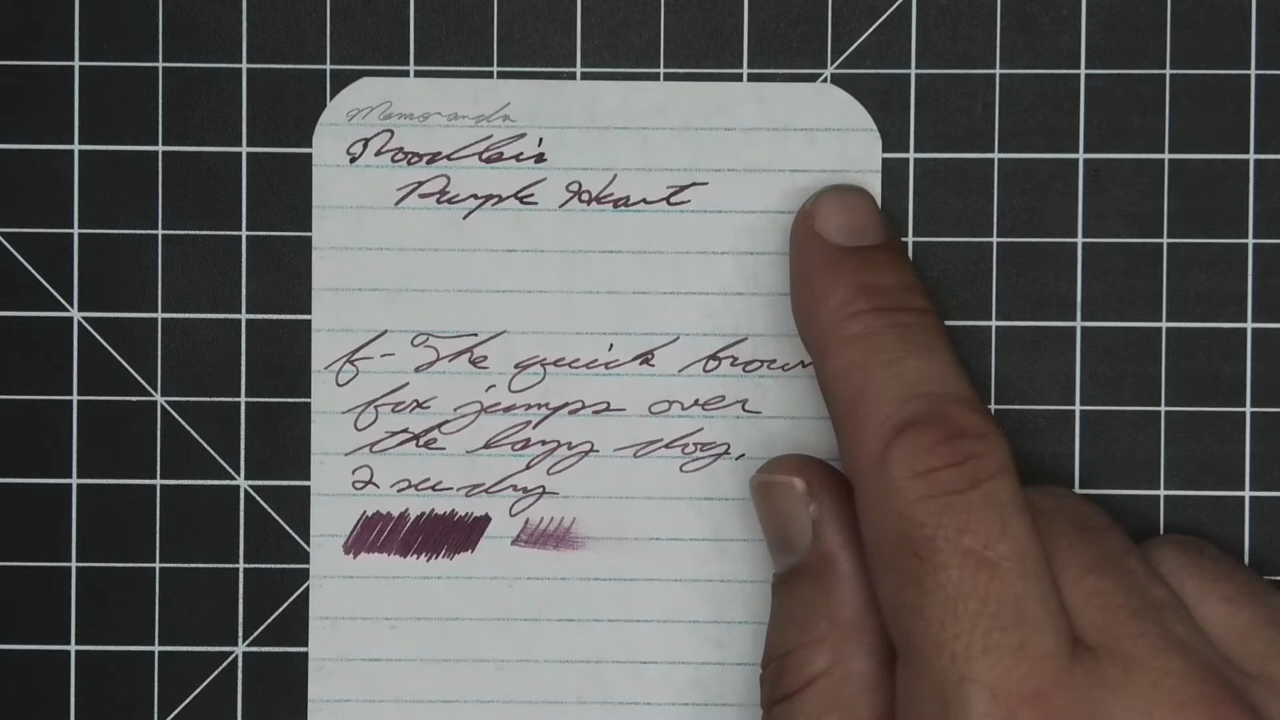 Memoranda
Noodler's
Purple Heart
f- The quick brown
fox jumps over
the lazy dog.
2 sec dry